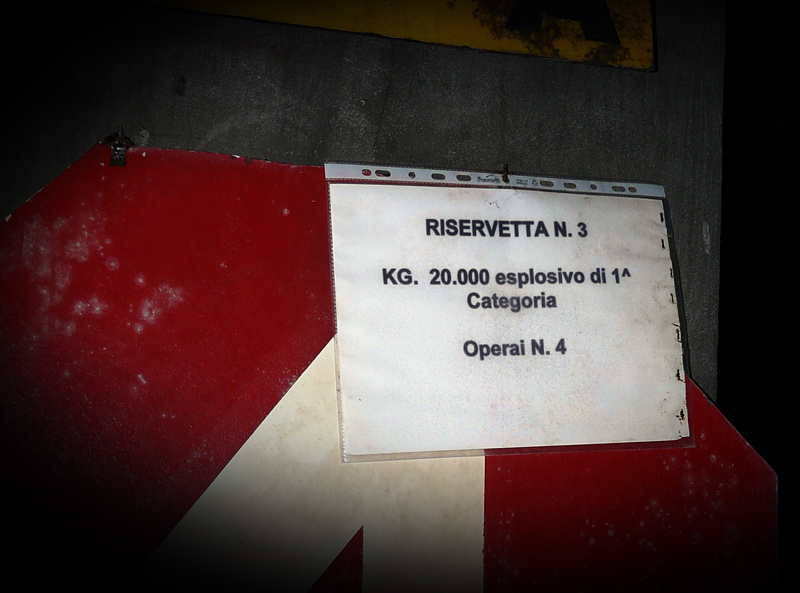 A
RISERVETTA N. 3
KG. 20.000 esplosivo di 1^
Categoria
Operai N. 4